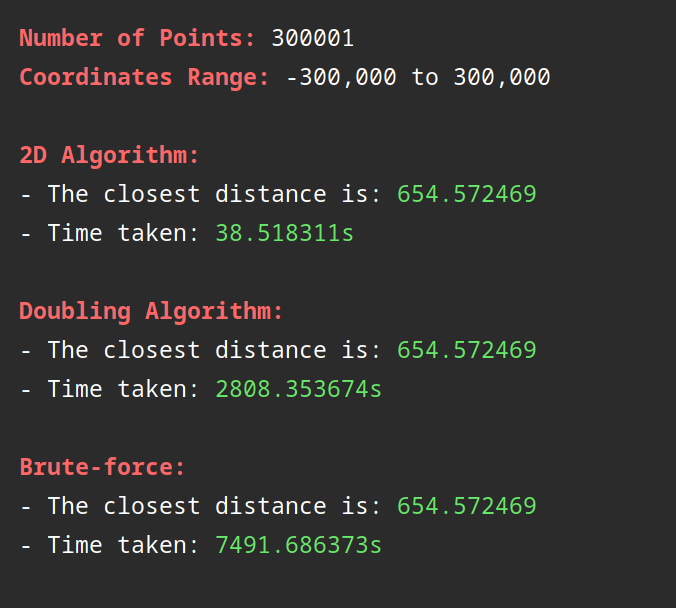 Number of Points: 300001
Coordinates Range: -300,000 to 300,000
2D Algorithm:
- The closest distance is: 654.572469
- Time taken: 38.518311s
Doubling Algorithm:
- The closest distance is: 654.572469
- Time taken: 2808.353674s
Brute-force:
- The closest distance is: 654.572469
- Time taken: 7491.686373s